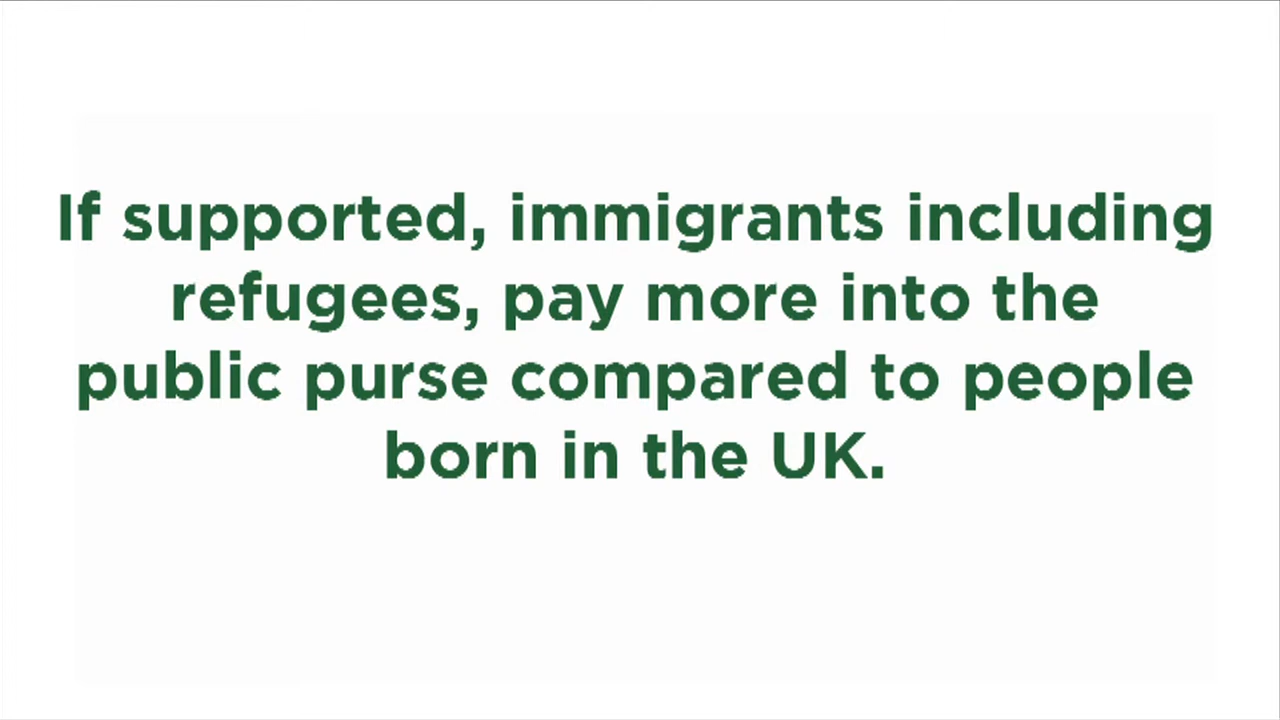 If supported, immigrants including
refugees, pay more into the
public purse compared to people
born in the UK.